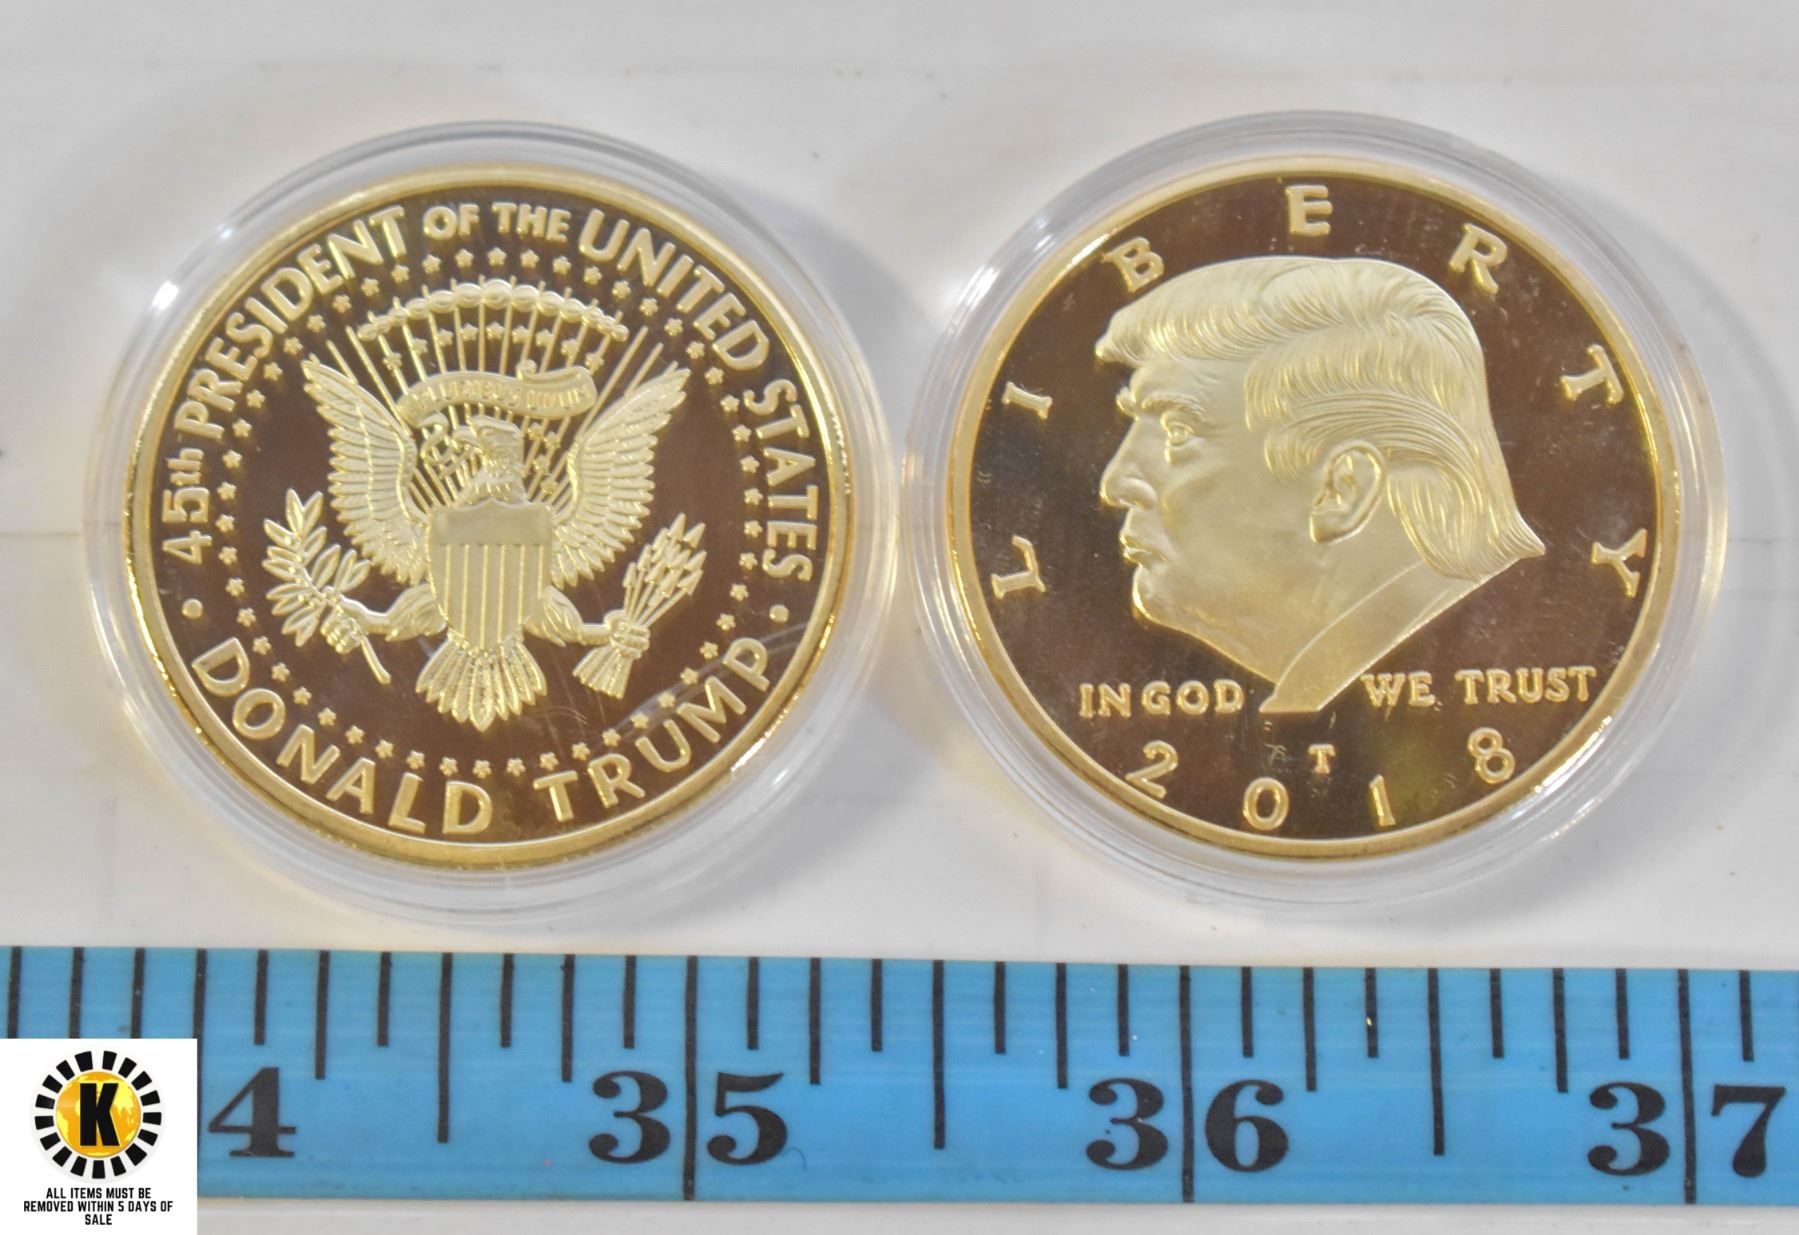 45th PRESIDENT OF THE UNITED STATES
DONALD TRUMP
LIBERTY
IN GOD WE TRUST
T
2018
4 35 36 37
K
ALL ITEMS MUST BE
REMOVED WITHIN 5 DAYS OF
SALE